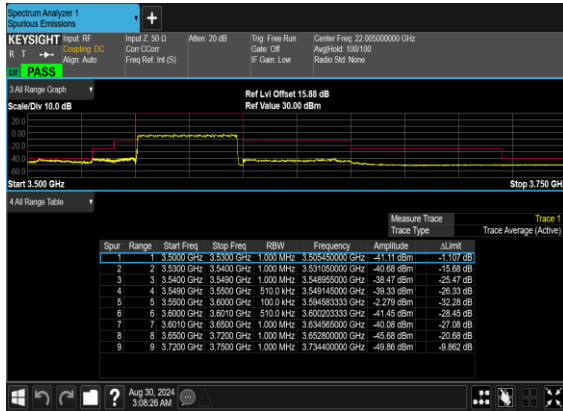 Spectrum Analyzer 1
Spurious Emissions
+
KEYSIGHT Input: RF Input Z: 50 Ω Atten: 20 dB Trig: Free Run Center Freq: 22.005000000 GHz
R T Coupling: DC Corr CCorr Gate: Off Avg|Hold: 100/100
Align: Auto Freq Ref: Int (S) IF Gain: Low Radio Std: None
PASS
3 All Range Graph
Ref Lvl Offset 15.88 dB
Scale/Div 10.0 dB Ref Value 30.00 dBm
20.0
0.00
-20.0
-40.0
-60.0
Start 3.500 GHz Stop 3.750 GH
4 All Range Table
Measure Trace Trace 1
Trace Type Trace Average (Active)
Spur Range Start Freq Stop Freq RBW Frequency Amplitude ΔLimit
1 1 3.5000 GHz 3.5300 GHz 1.000 MHz 3.505450000 GHz -41.11 dBm -1.107 dB
2 2 3.5300 GHz 3.5400 GHz 1.000 MHz 3.531050000 GHz -40.68 dBm -15.68 dB
3 3 3.5400 GHz 3.5490 GHz 1.000 MHz 3.548955000 GHz -38.47 dBm -25.47 dB
4 4 3.5490 GHz 3.5500 GHz 510.0 kHz 3.549145000 GHz -39.33 dBm -26.33 dB
5 5 3.5500 GHz 3.6000 GHz 100.0 kHz 3.594583333 GHz -2.279 dBm -32.28 dB
6 6 3.6000 GHz 3.6010 GHz 510.0 kHz 3.600203333 GHz -41.45 dBm -28.45 dB
7 7 3.6010 GHz 3.6500 GHz 1.000 MHz 3.634565000 GHz -40.08 dBm -27.08 dB
8 8 3.6500 GHz 3.7200 GHz 1.000 MHz 3.652800000 GHz -45.68 dBm -20.68 dB
9 9 3.7200 GHz 3.7500 GHz 1.000 MHz 3.734400000 GHz -49.86 dBm -9.862 dB
? Aug 30, 2024
3:08:26 AM